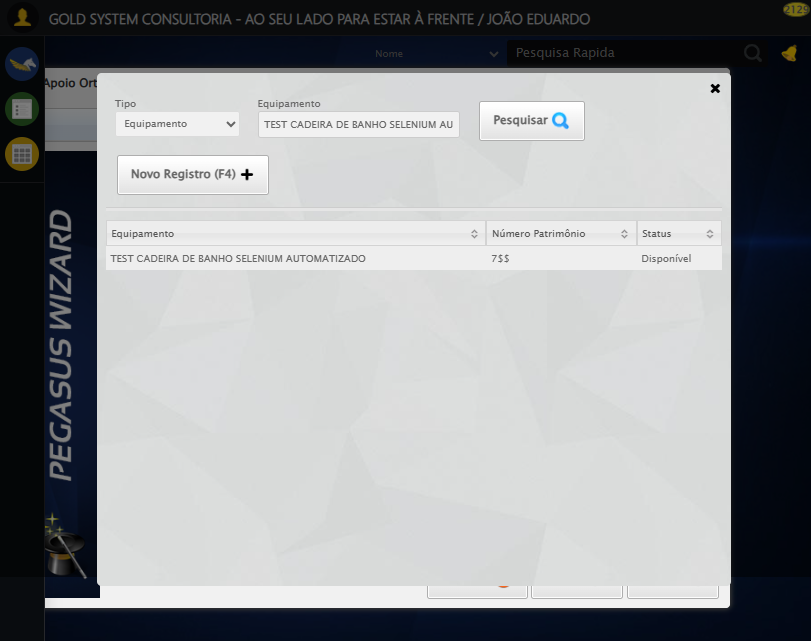 GOLD SYSTEM CONSULTORIA - AO SEU LADO PARA ESTAR À FRENTE / JOÃO EDUARDO
2129
Nome
Pesquisa Rapida
Apoio Ort
Tipo
Equipamento
Equipamento
TEST CADEIRA DE BANHO SELENIUM AU
Pesquisar
Novo Registro (F4)
Equipamento
Número Patrimônio
Status
TEST CADEIRA DE BANHO SELENIUM AUTOMATIZADO
7$$
Disponível
PEGASUS WIZARD